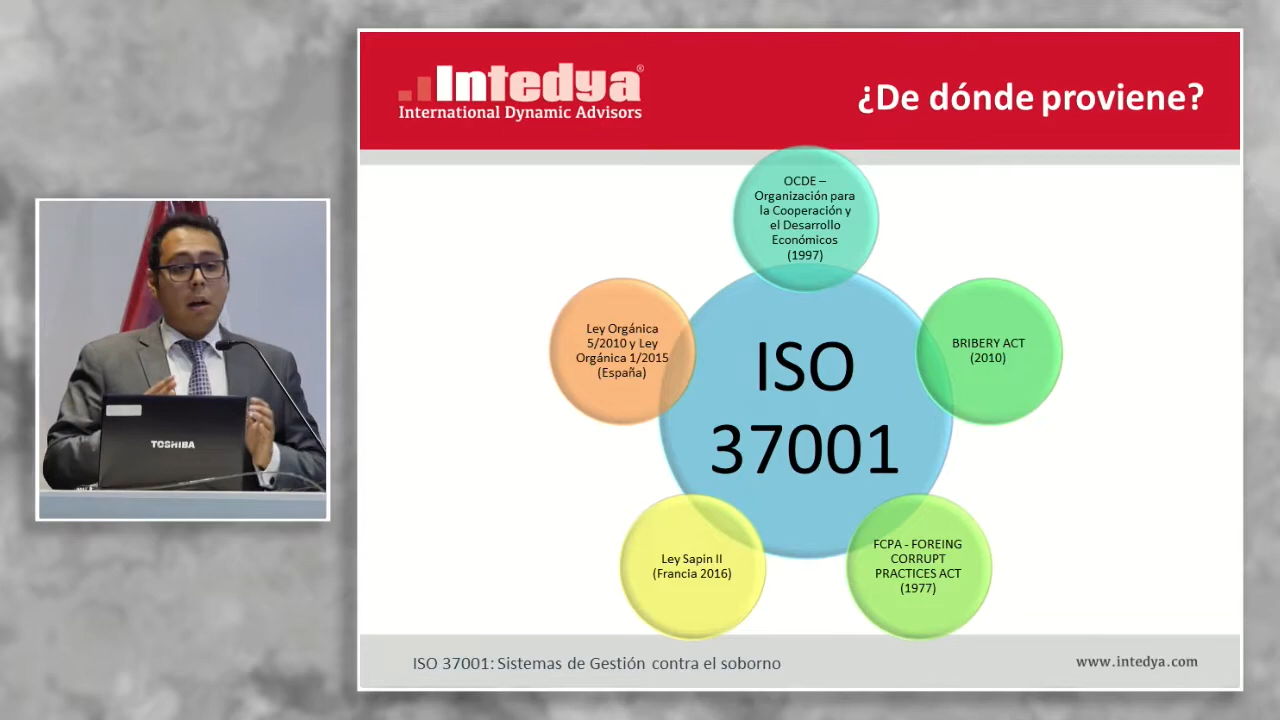 Intedya®
International Dynamic Advisors
¿De dónde proviene?
OCDE –
Organización para
la Cooperación y
el Desarrollo
Económicos
(1997)
Ley Orgánica
5/2010 y Ley
Orgánica 1/2015
(España)
BRIBERY ACT
(2010)
ISO
37001
Ley Sapin II
(Francia 2016)
FCPA - FOREING
CORRUPT
PRACTICES ACT
(1977)
ISO 37001: Sistemas de Gestión contra el soborno
www.intedya.com
TOSHIBA